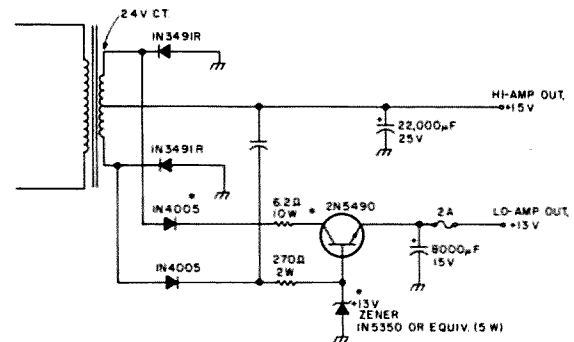 24V CT.
IN3491R
HI-AMP OUT,
+15V
+
22,000µF
25V
IN3491R
*
IN4005
6.2Ω
10W
*
2N5490
2A
LO-AMP OUT,
+13V
+
8000µF
15V
IN4005
270Ω
2W
*
+13V
ZENER
IN5350 OR EQUIV. (5 W)